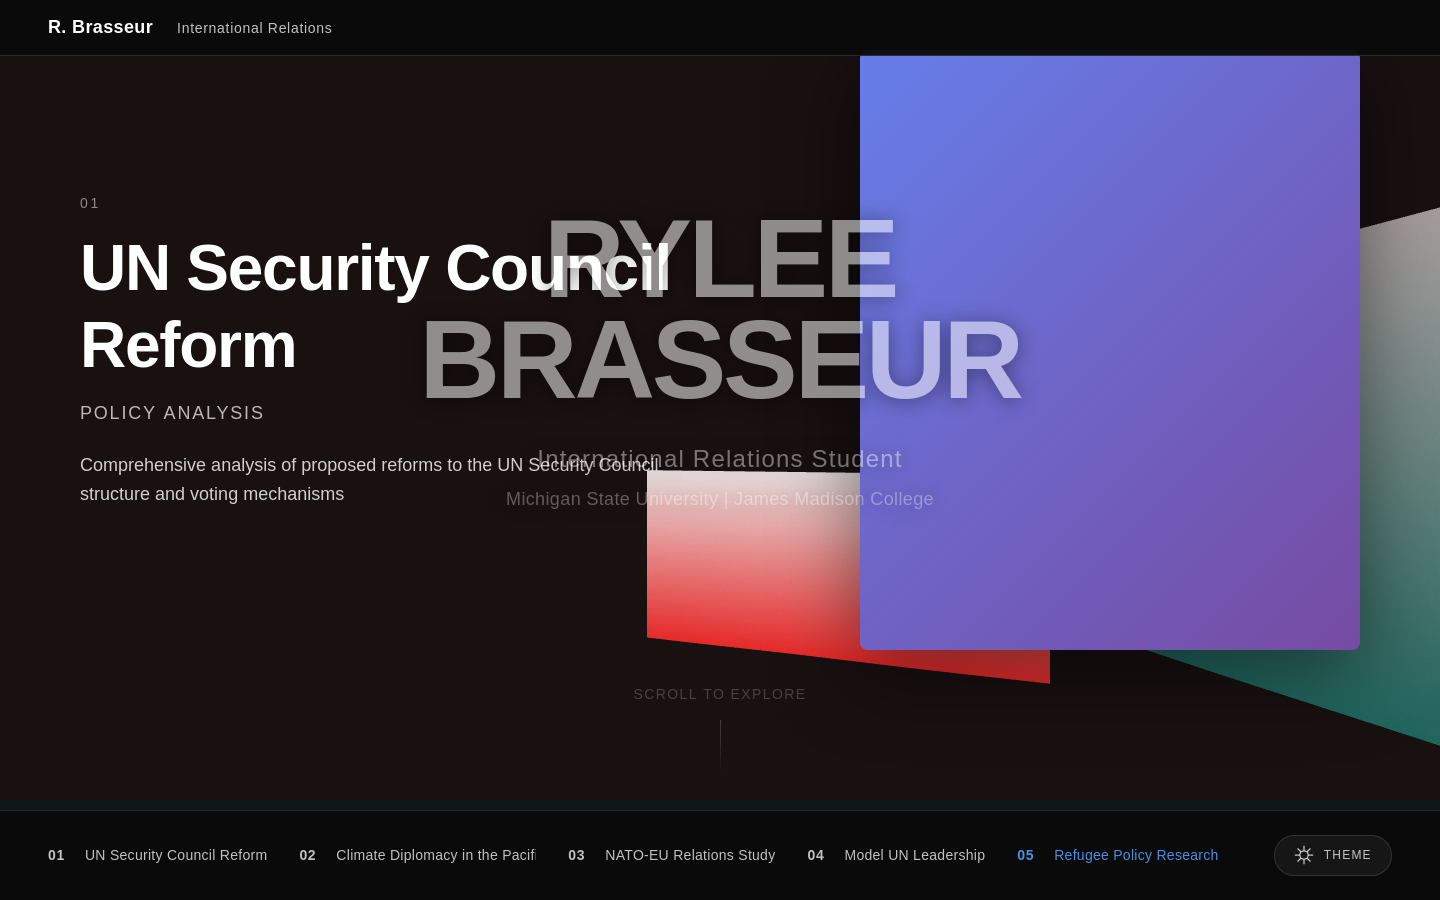 R. Brasseur
International Relations
01
UN Security Council
Reform
POLICY ANALYSIS
Comprehensive analysis of proposed reforms to the UN Security Council
structure and voting mechanisms
RYLEE
BRASSEUR
International Relations Student
Michigan State University | James Madison College
SCROLL TO EXPLORE
01 UN Security Council Reform
02 Climate Diplomacy in the Pacifi
03 NATO-EU Relations Study
04 Model UN Leadership
05 Refugee Policy Research
THEME